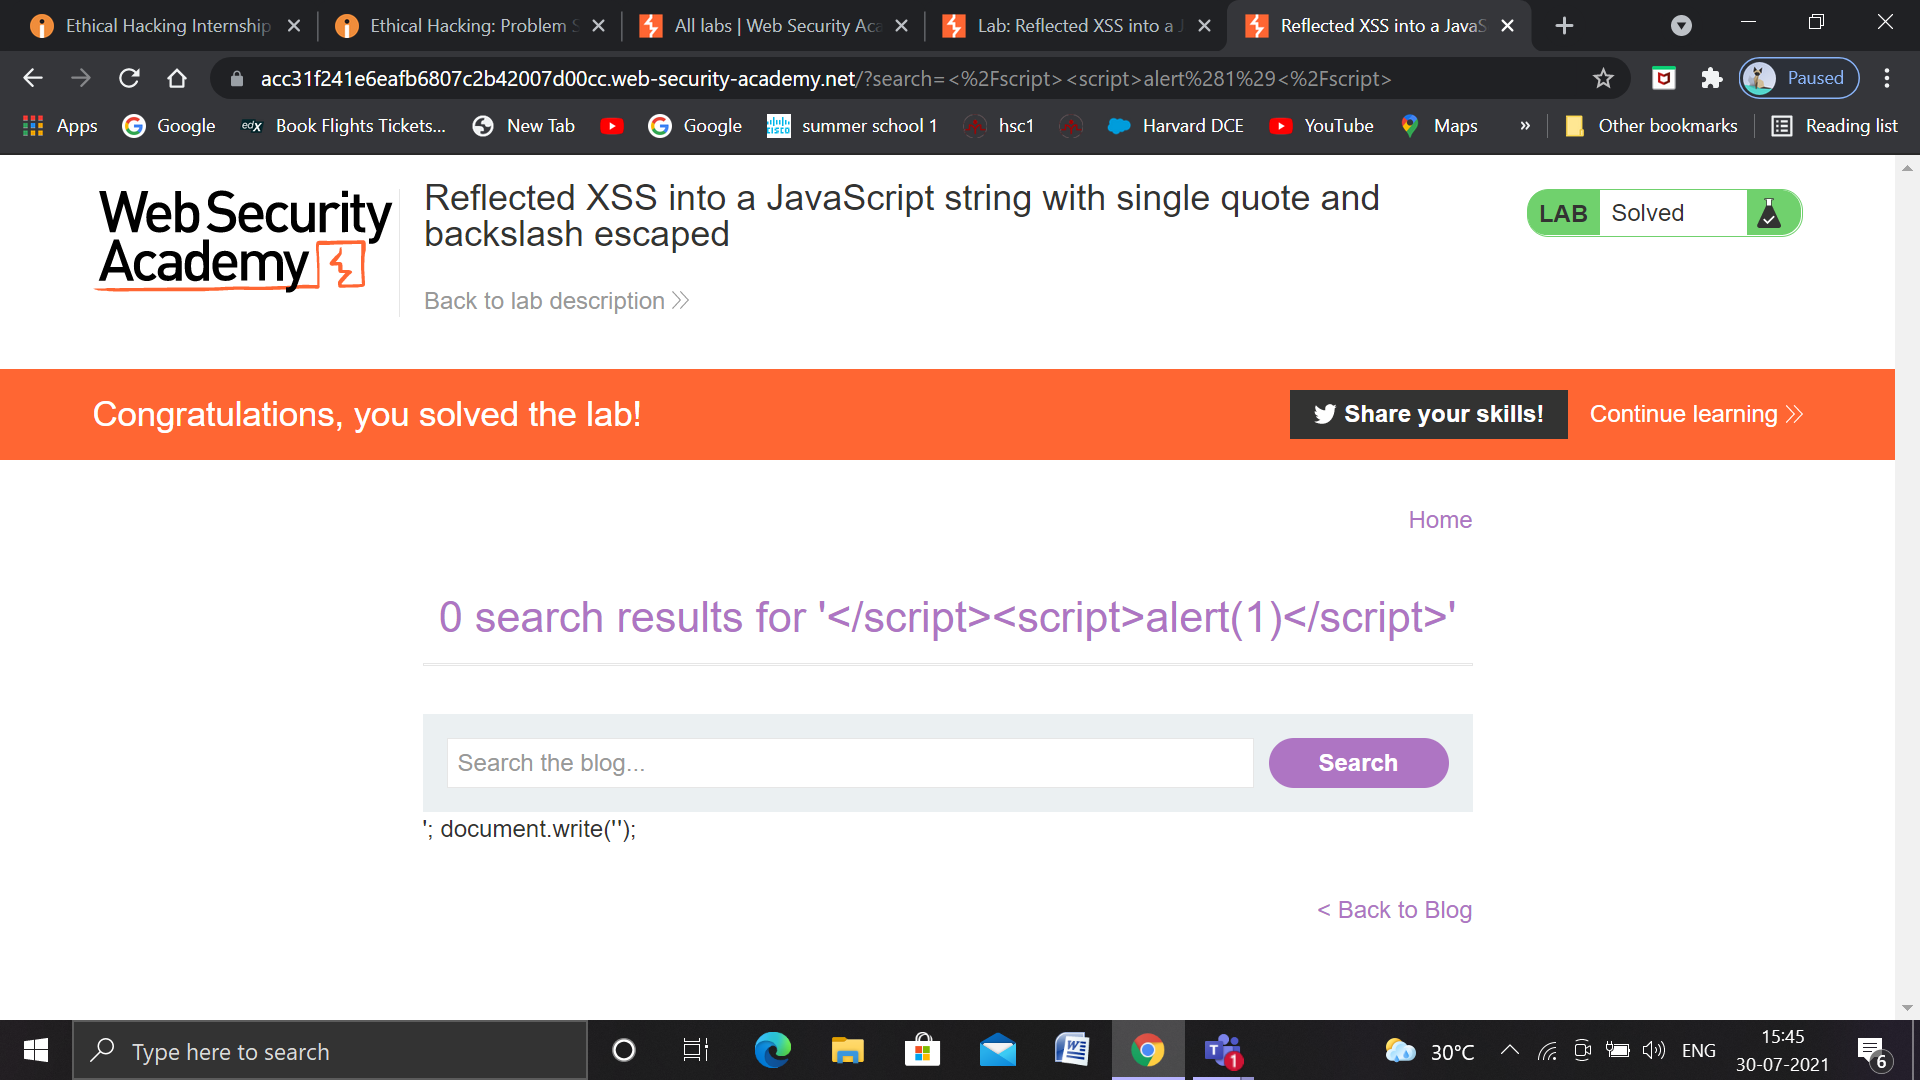 Ethical Hacking Internship
Ethical Hacking: Problem S
All labs | Web Security Aca
Lab: Reflected XSS into a J
Reflected XSS into a JavaS
acc31f241e6eafb6807c2b42007d00cc.web-security-academy.net/?search=<%2Fscript><script>alert%281%29<%2Fscript>
Paused
Apps
Google
edX Book Flights Tickets...
New Tab
Google
cisco summer school 1
hsc1
Harvard DCE
YouTube
Maps
»
Other bookmarks
Reading list
Web Security
Academy
Reflected XSS into a JavaScript string with single quote and
backslash escaped
Back to lab description
LAB Solved
Congratulations, you solved the lab!
Share your skills!
Continue learning
Home
0 search results for '</script><script>alert(1)</script>'
Search the blog...
Search
'; document.write('');
< Back to Blog
Type here to search
1
30°C
ENG
15:45
30-07-2021
6